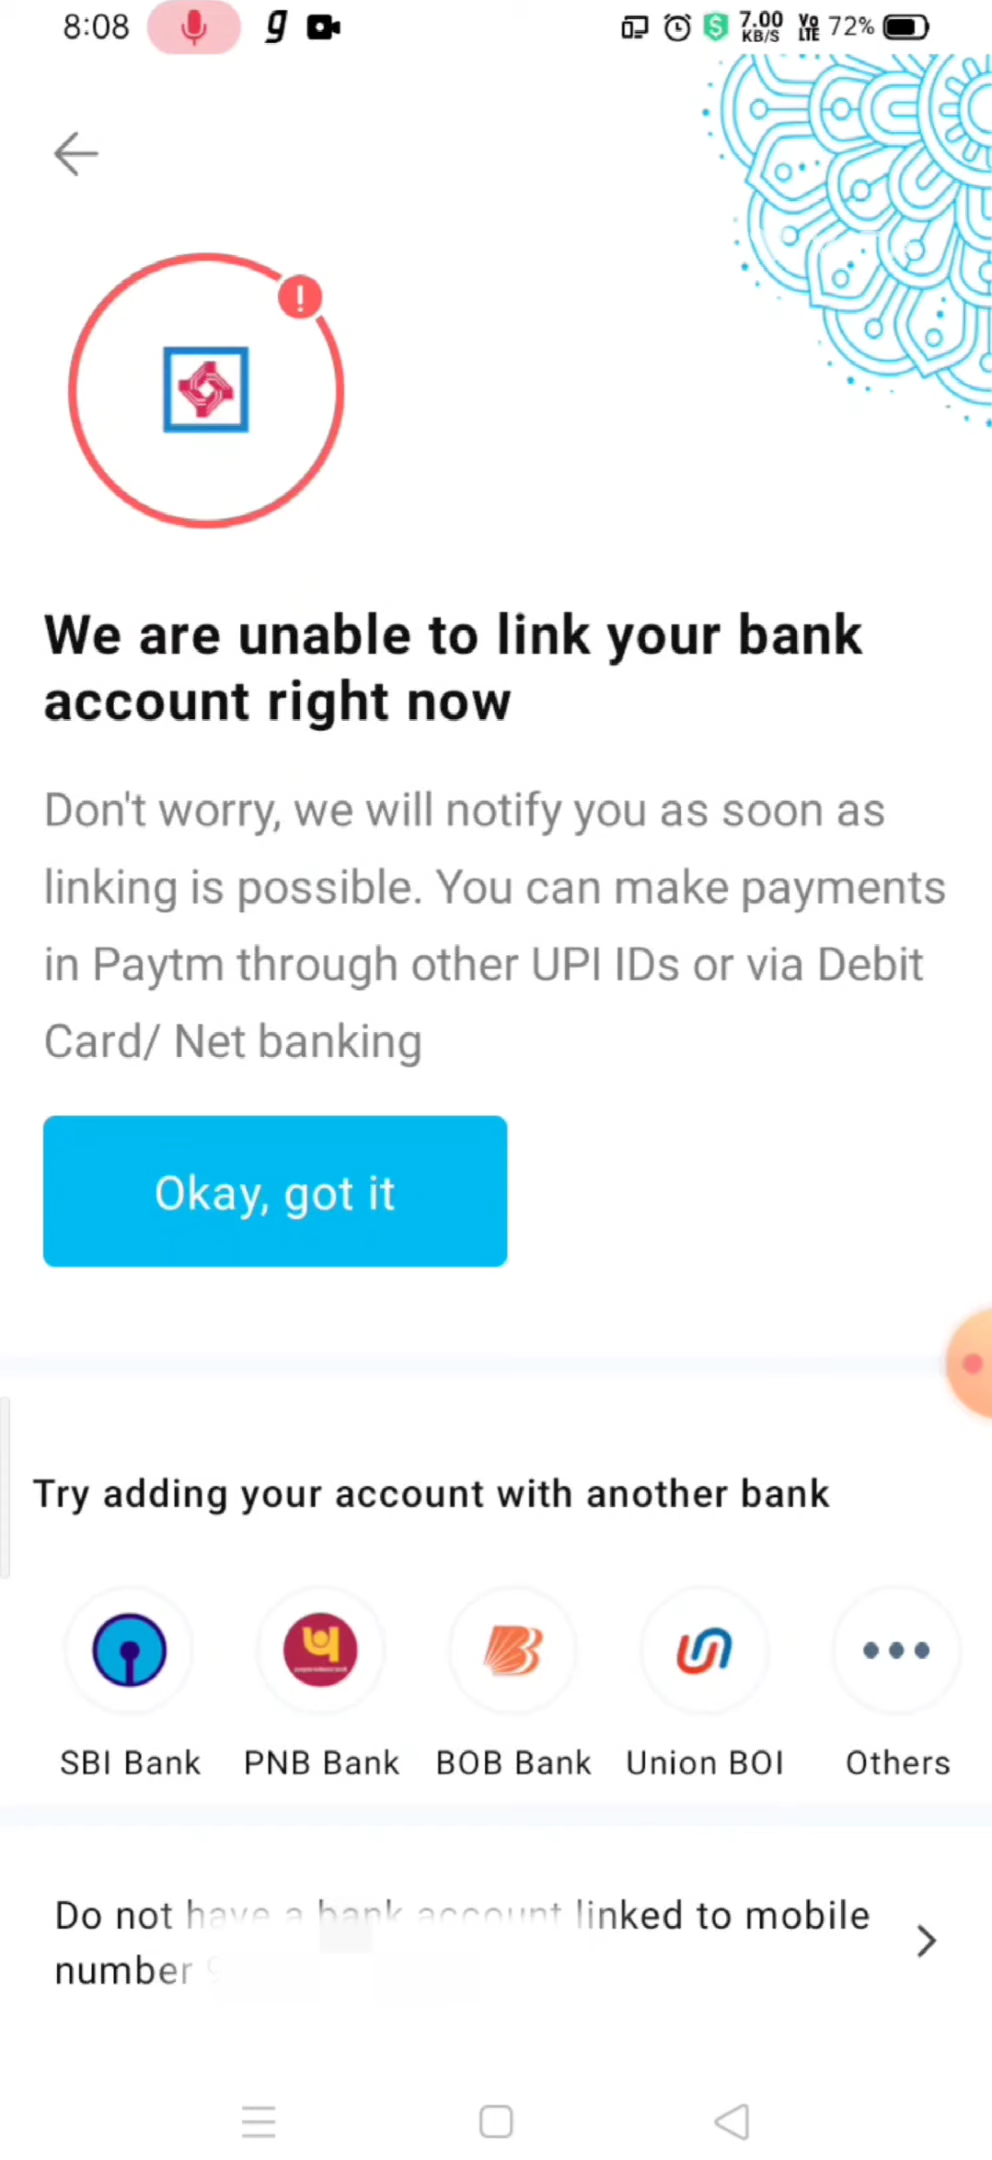 8:08 7.00 KB/S Vo LTE 72%
We are unable to link your bank
account right now
Don't worry, we will notify you as soon as
linking is possible. You can make payments
in Paytm through other UPI IDs or via Debit
Card/ Net banking
Okay, got it
Try adding your account with another bank
SBI Bank PNB Bank BOB Bank Union BOI Others
Do not have a bank account linked to mobile
number